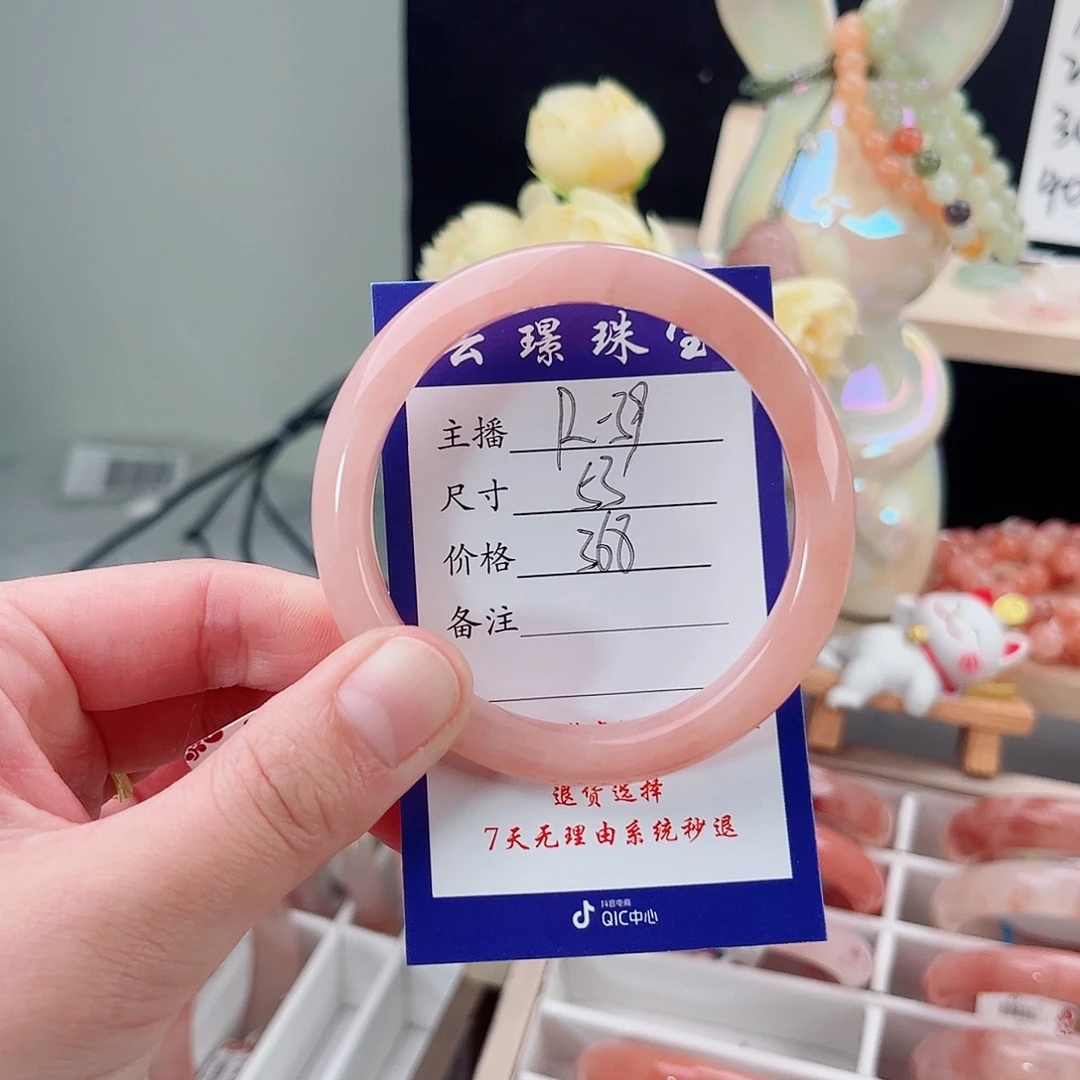 云璟珠宝
主播 R-39
尺寸 53
价格 368
备注
退货选择
7天无理由系统秒退
抖音电商
QIC中心